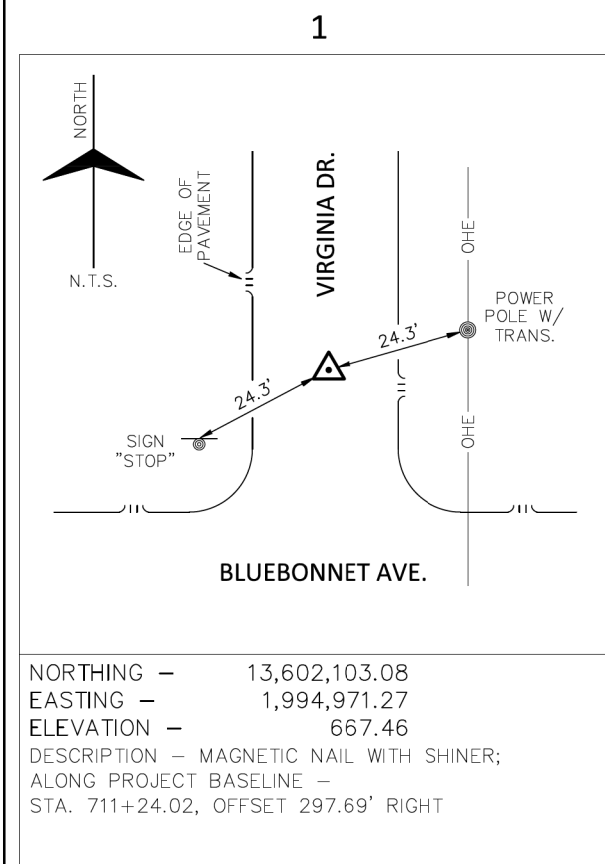 1
NORTH
N.T.S.
EDGE OF
PAVEMENT
VIRGINIA DR.
OHE
POWER
POLE W/
TRANS.
24.3'
24.3'
SIGN
"STOP"
OHE
BLUEBONNET AVE.
NORTHING – 13,602,103.08
EASTING – 1,994,971.27
ELEVATION – 667.46
DESCRIPTION – MAGNETIC NAIL WITH SHINER;
ALONG PROJECT BASELINE –
STA. 711+24.02, OFFSET 297.69' RIGHT